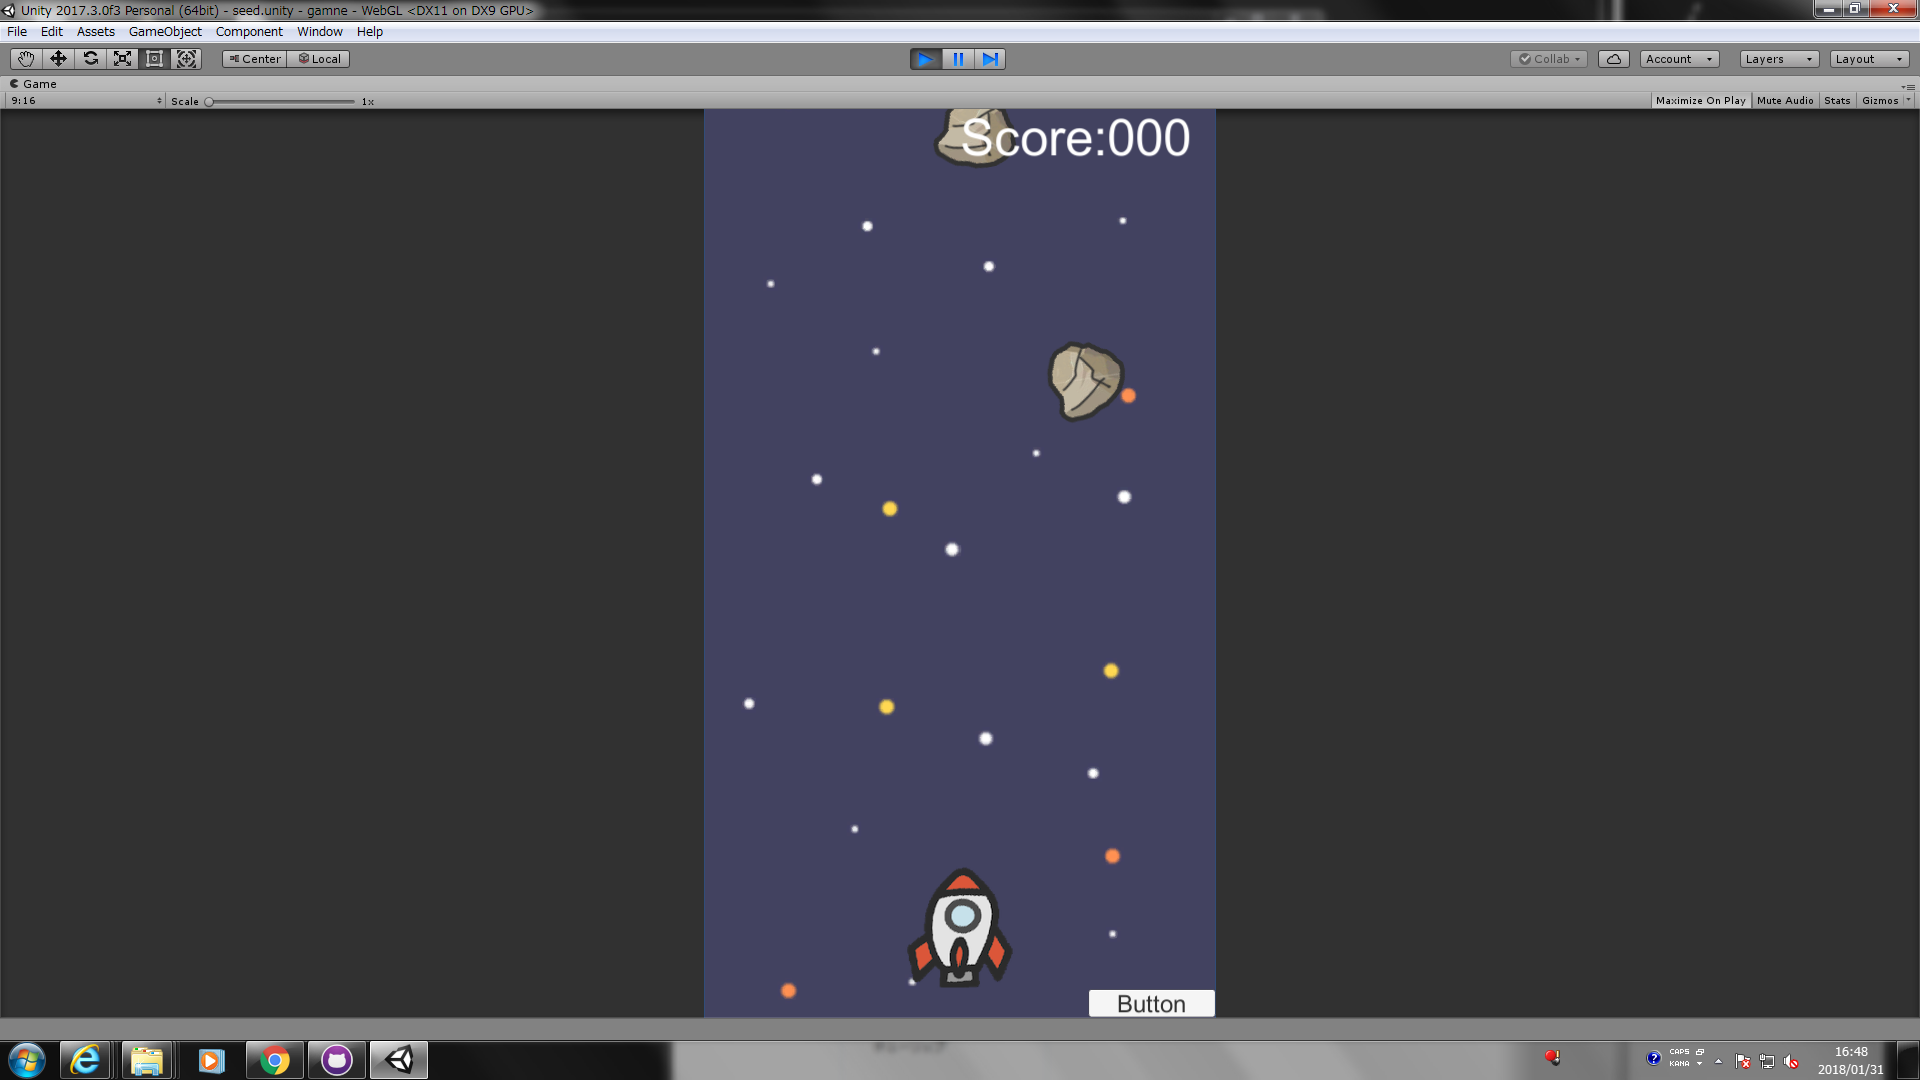 Unity 2017.3.0f3 Personal (64bit) - seed.unity - gamne - WebGL <DX11 on DX9 GPU>
File Edit Assets GameObject Component Window Help
Center Local Collab Account Layers Layout
Game
9:16 Scale 1x Maximize On Play Mute Audio Stats Gizmos
Score:000
Button
CAPS
KANA
16:48
2018/01/31